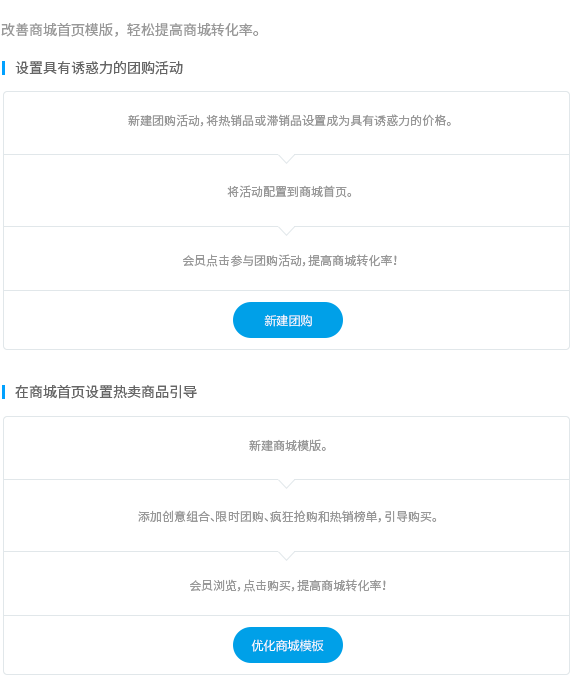 改善商城首页模版，轻松提高商城转化率。
设置具有诱惑力的团购活动
新建团购活动，将热销品或滞销品设置成为具有诱惑力的价格。
将活动配置到商城首页。
会员点击参与团购活动，提高商城转化率！
新建团购
在商城首页设置热卖商品引导
新建商城模版。
添加创意组合、限时团购、疯狂抢购和热销榜单，引导购买。
会员浏览，点击购买，提高商城转化率！
优化商城模板